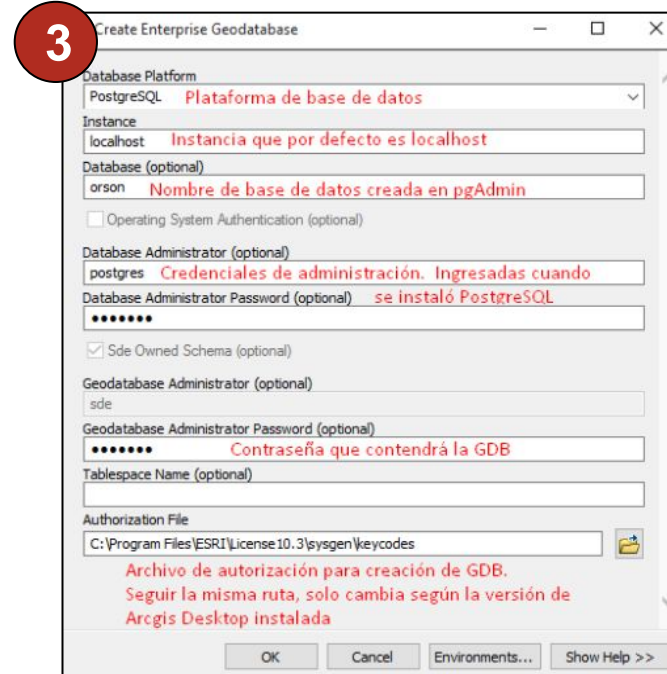 3
Create Enterprise Geodatabase
Database Platform
PostgreSQL Plataforma de base de datos
Instance
localhost Instancia que por defecto es localhost
Database (optional)
orson Nombre de base de datos creada en pgAdmin
Operating System Authentication (optional)
Database Administrator (optional)
postgres Credenciales de administración. Ingresadas cuando
Database Administrator Password (optional) se instaló PostgreSQL
●●●●●●●
Sde Owned Schema (optional)
Geodatabase Administrator (optional)
sde
Geodatabase Administrator Password (optional)
●●●●●●● Contraseña que contendrá la GDB
Tablespace Name (optional)
Authorization File
C:\Program Files\ESRI\License10.3\sysgen\keycodes
Archivo de autorización para creación de GDB.
Seguir la misma ruta, solo cambia según la versión de
Arcgis Desktop instalada
OK Cancel Environments... Show Help >>